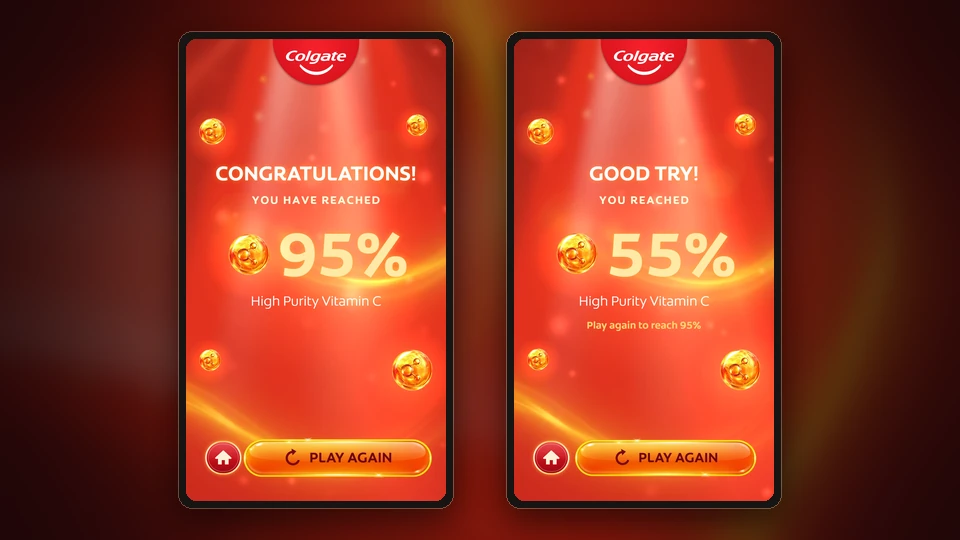 Colgate
CONGRATULATIONS!
YOU HAVE REACHED
95%
High Purity Vitamin C
PLAY AGAIN
Colgate
GOOD TRY!
YOU REACHED
55%
High Purity Vitamin C
Play again to reach 95%
PLAY AGAIN